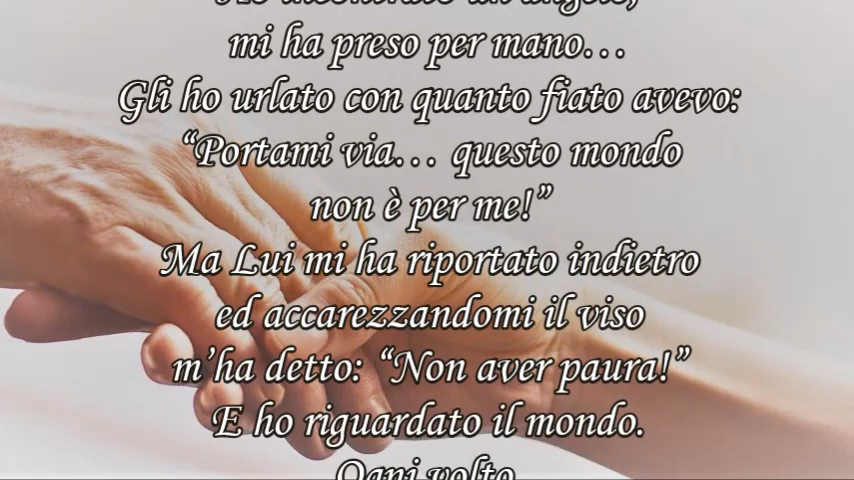 mi ha preso per mano…
Gli ho urlato con quanto fiato avevo:
“Portami via… questo mondo
non è per me!”
Ma Lui mi ha riportato indietro
ed accarezzandomi il viso
m’ha detto: “Non aver paura!”
E ho riguardato il mondo.
Ogni volto